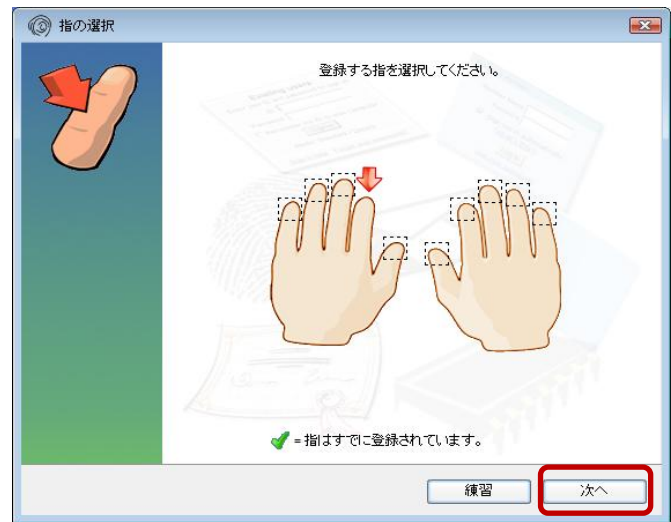 指の選択
登録する指を選択してください。
= 指はすでに登録されています。
練習
次へ